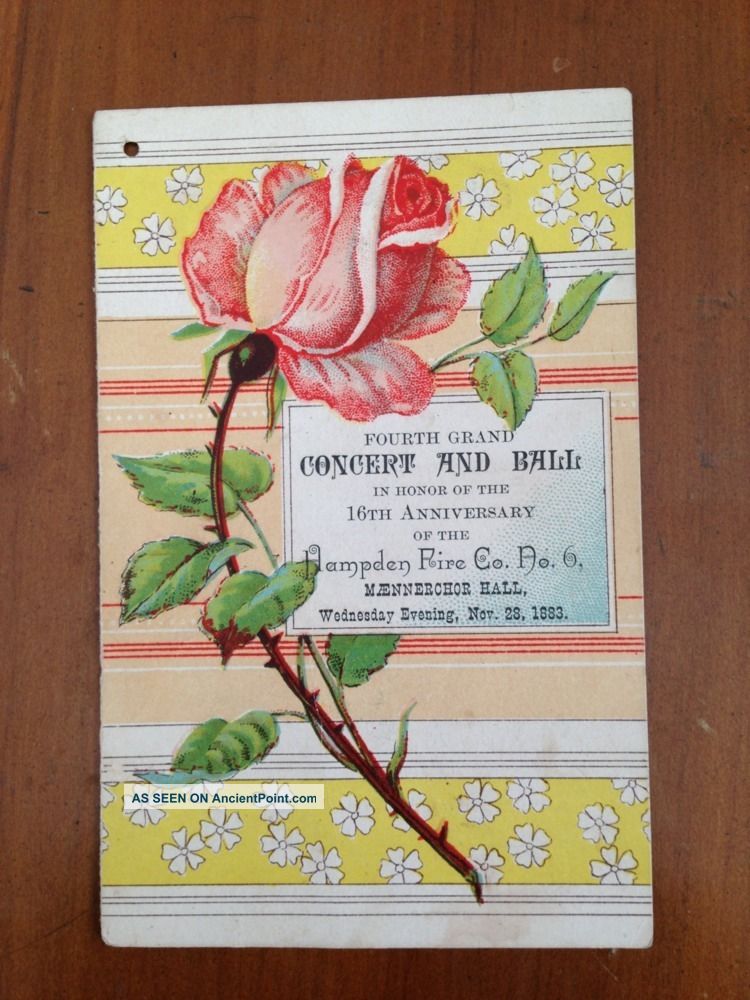 FOURTH GRAND
CONCERT AND BALL
IN HONOR OF THE
16TH ANNIVERSARY
OF THE
Hampden Fire Co. No. 6,
MÆNNERCHOR HALL,
Wednesday Evening, Nov. 28, 1883.
AS SEEN ON AncientPoint.com